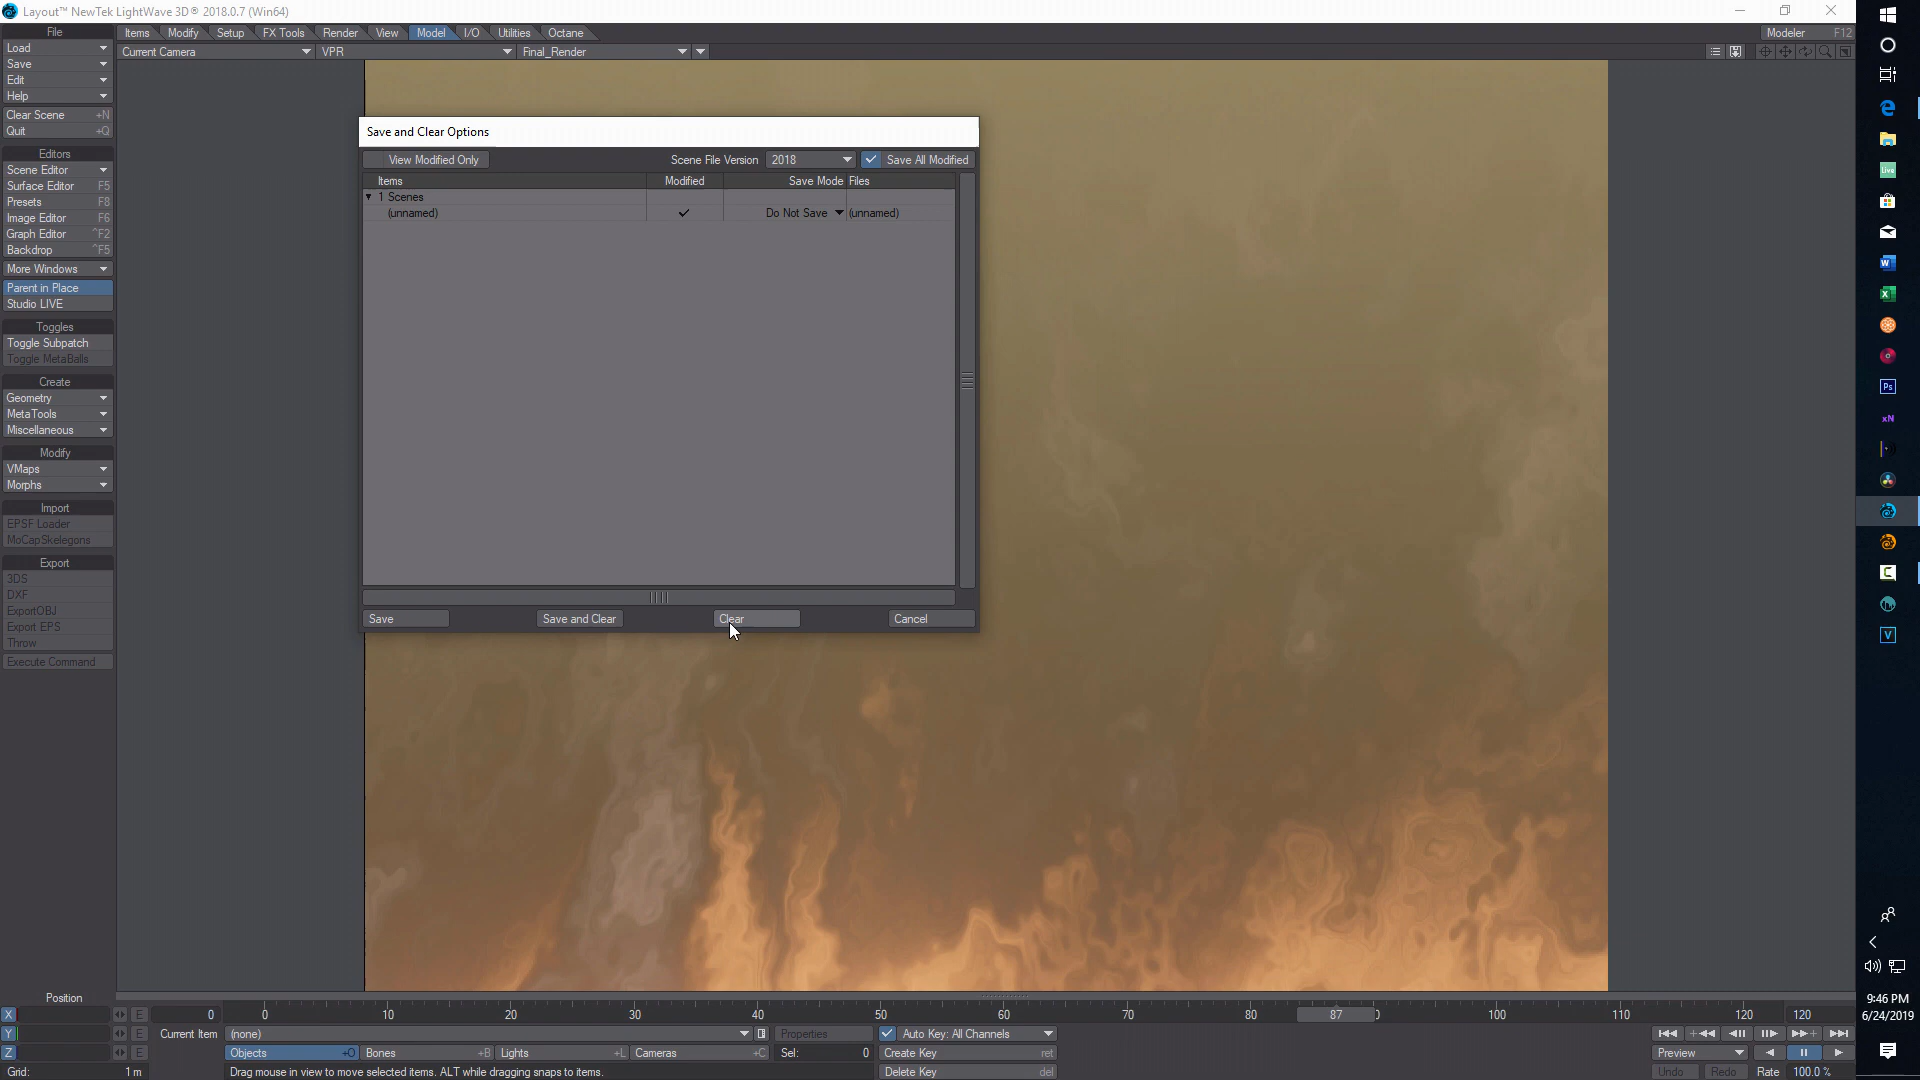 Layout™ NewTek LightWave 3D® 2018.0.7 (Win64)
File
Items Modify Setup FX Tools Render View Model I/O Utilities Octane
Modeler F12
Load
Current Camera VPR Final_Render
Save
Edit
Help
Clear Scene +N
Quit +Q
Editors
Scene Editor
Surface Editor F5
Presets F8
Image Editor F6
Graph Editor ^F2
Backdrop ^F5
More Windows
Parent in Place
Studio LIVE
Toggles
Toggle Subpatch
Toggle MetaBalls
Create
Geometry
MetaTools
Miscellaneous
Modify
VMaps
Morphs
Import
EPSF Loader
MoCapSkelegons
Export
3DS
DXF
ExportOBJ
Export EPS
Throw
Execute Command
Save and Clear Options
View Modified Only Scene File Version 2018 Save All Modified
Items Modified Save Mode Files
1 Scenes
(unnamed) Do Not Save (unnamed)
Save Save and Clear Clear Cancel
Position
X E 0 0 10 20 30 40 50 60 70 80 87 100 110 120 120
Y E Current Item (none) Properties Auto Key: All Channels
Z E Objects +O Bones +B Lights +L Cameras +C Sel: 0 Create Key ret Preview
Grid: 1 m Drag mouse in view to move selected items. ALT while dragging snaps to items. Delete Key del Undo Redo Rate 100.0 %
Live
Ps
xN
V
9:46 PM
6/24/2019